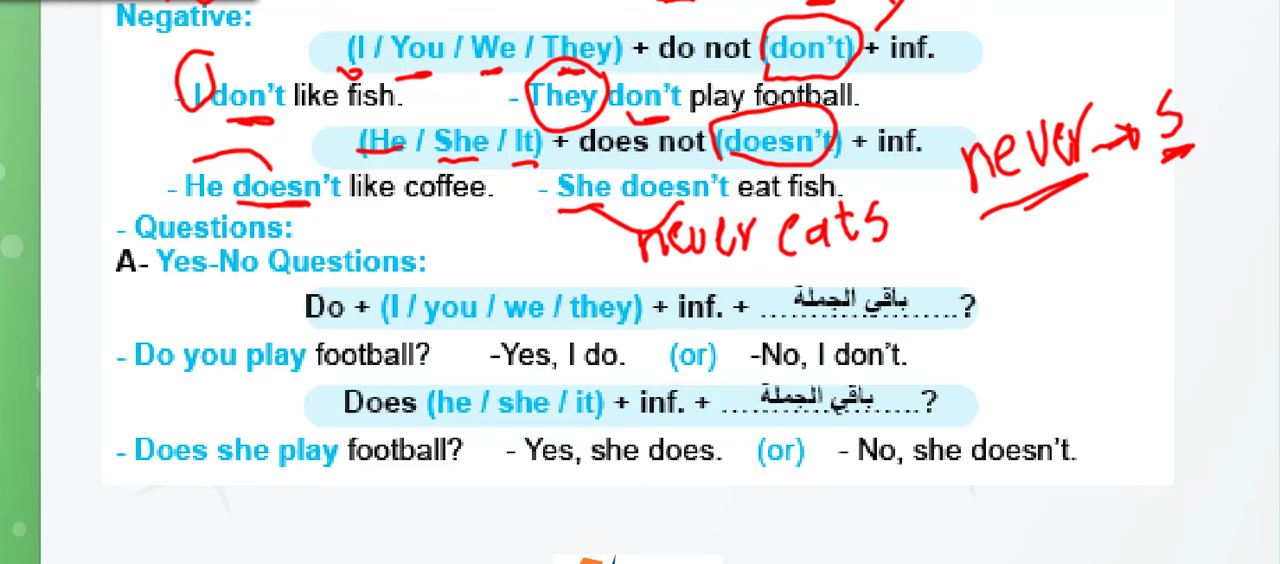 Negative:
(I / You / We / They) + do not (don't) + inf.
- I don't like fish. - They don't play football.
(He / She / It) + does not (doesn't) + inf.
never → s
- He doesn't like coffee. - She doesn't eat fish.
never eats
- Questions:
A- Yes-No Questions:
Do + (I / you / we / they) + inf. + ...باقي الجملة...?
- Do you play football? -Yes, I do. (or) -No, I don't.
Does (he / she / it) + inf. + ...باقي الجملة...?
- Does she play football? - Yes, she does. (or) - No, she doesn't.